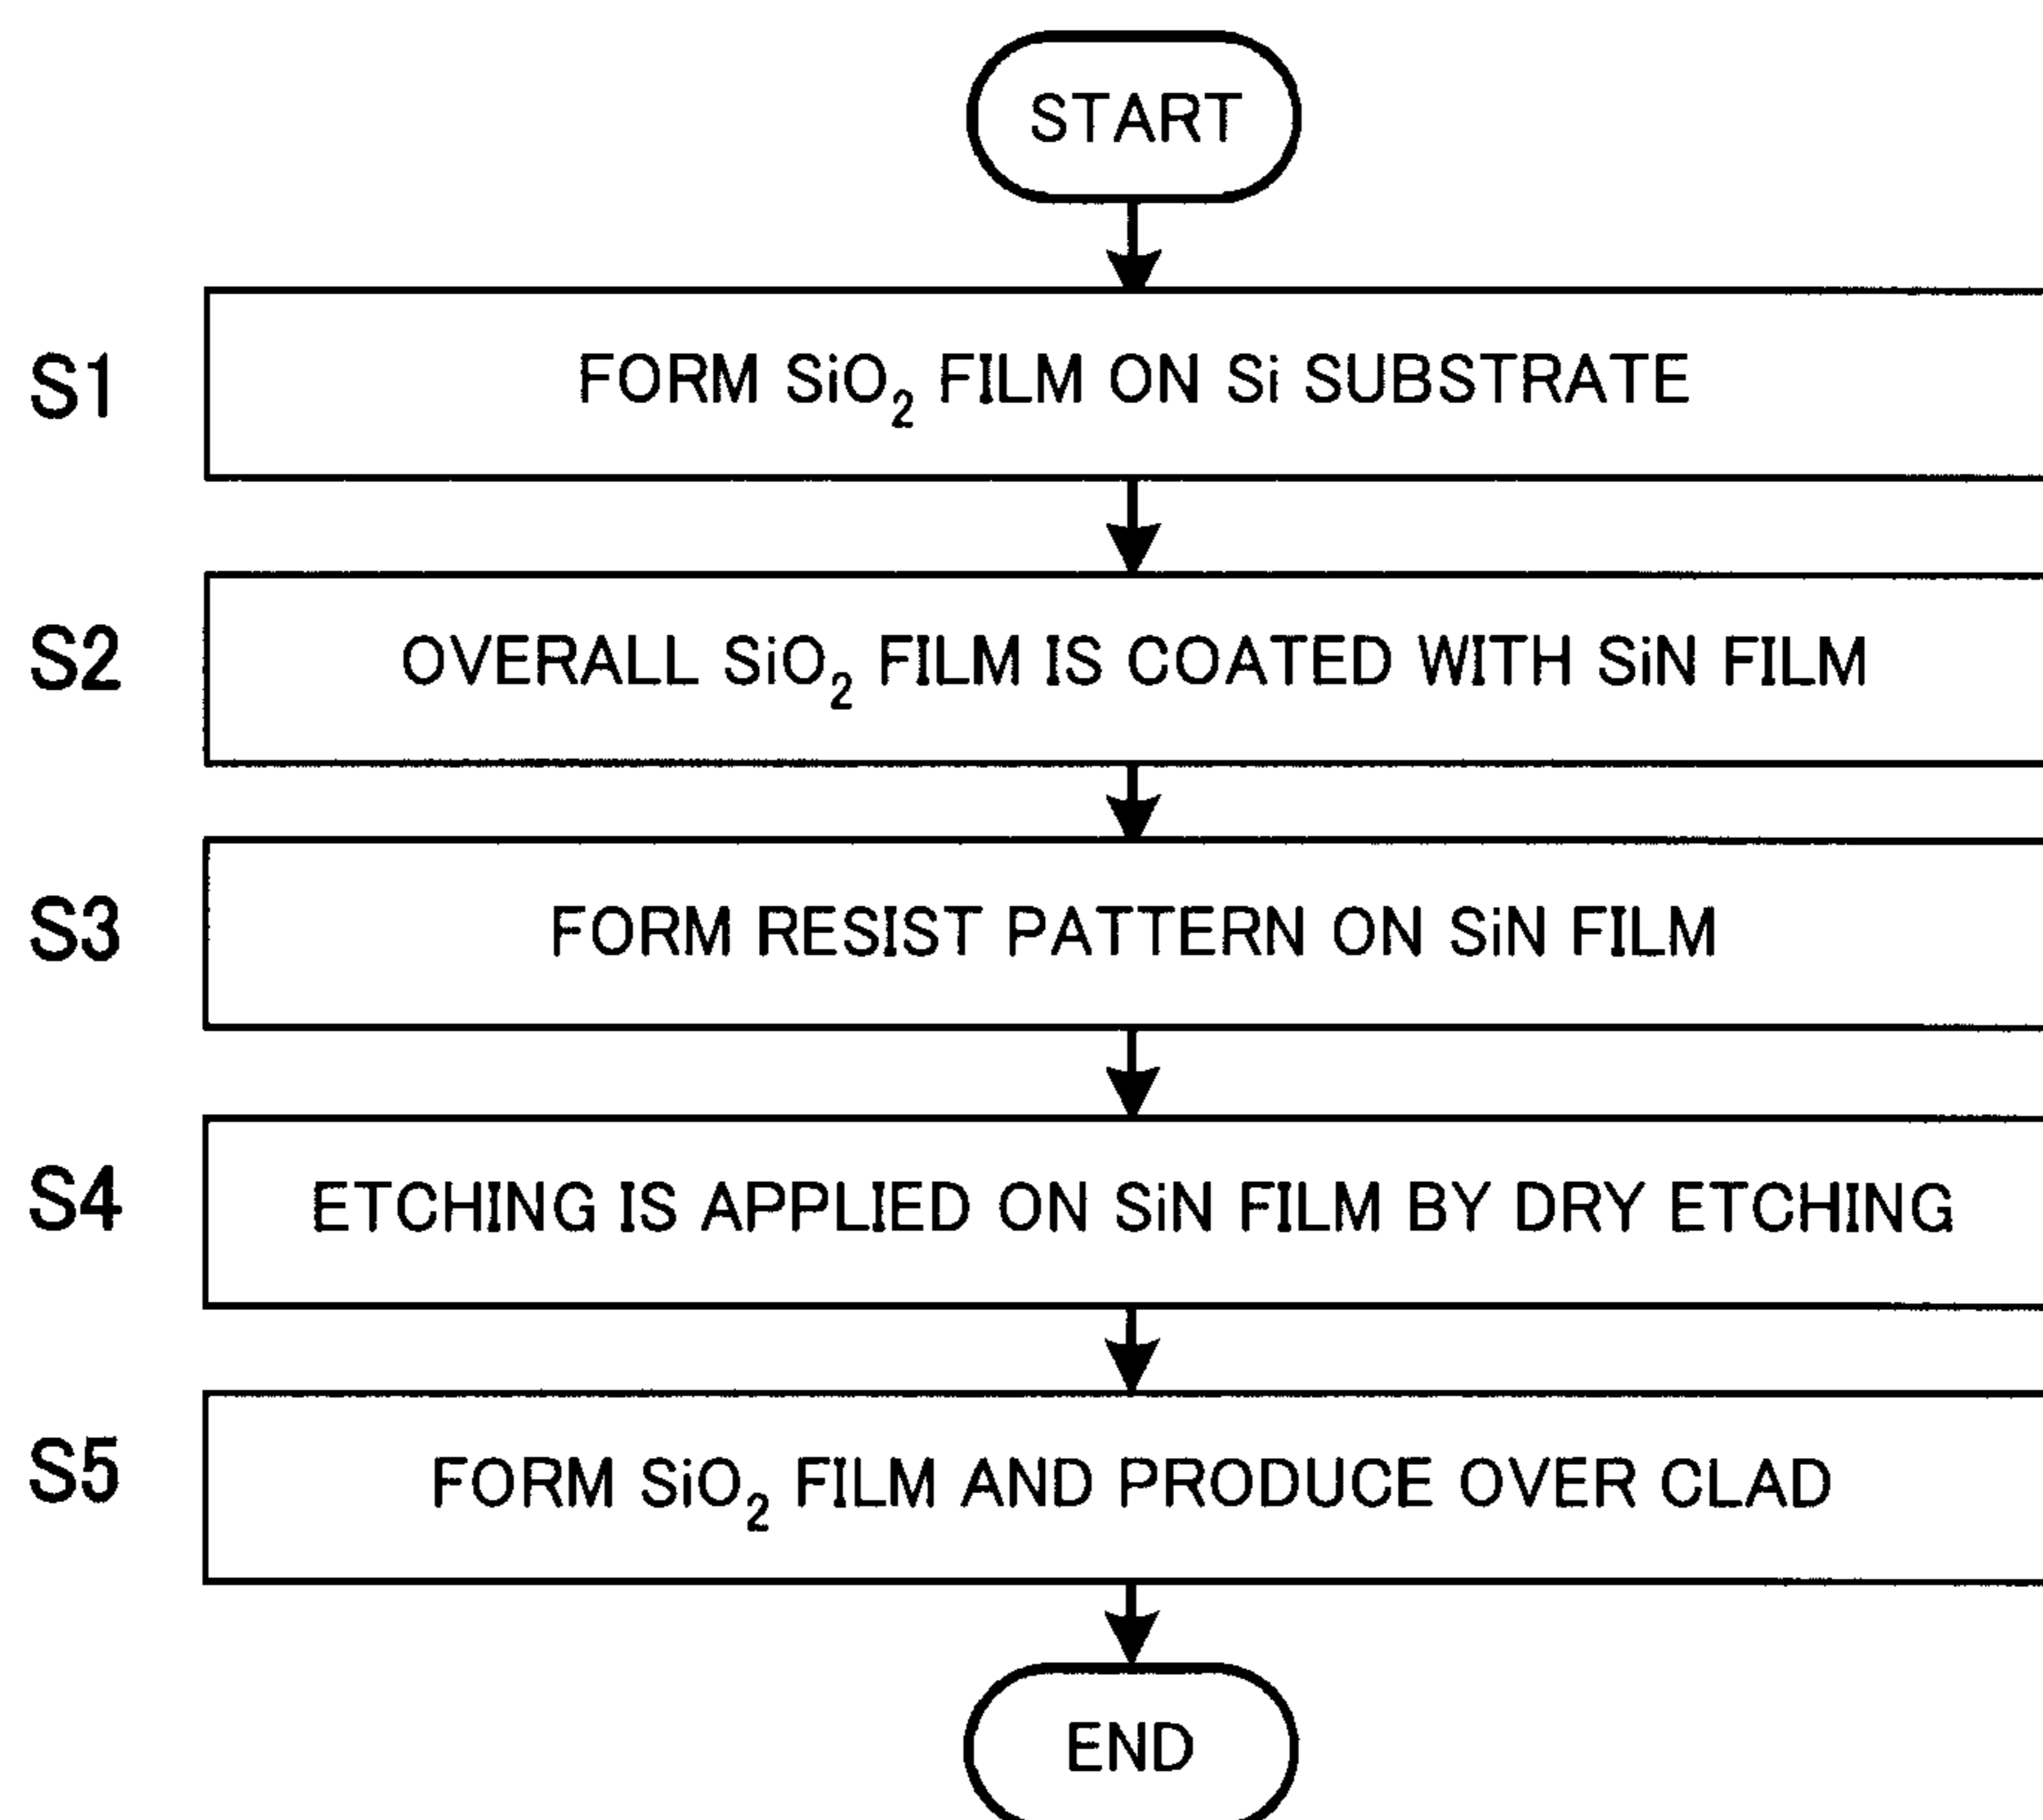 START
S1 FORM SiO₂ FILM ON Si SUBSTRATE
S2 OVERALL SiO₂ FILM IS COATED WITH SiN FILM
S3 FORM RESIST PATTERN ON SiN FILM
S4 ETCHING IS APPLIED ON SiN FILM BY DRY ETCHING
S5 FORM SiO₂ FILM AND PRODUCE OVER CLAD
END